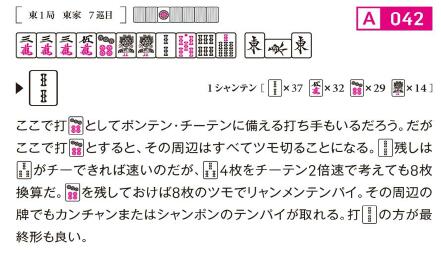 [ 東1局 東家 7巡目 ]
A 042
1シャンテン [ ×37 ×32 ×29 ×14 ]
ここで打 としてポンテン・チーテンに備える打ち手もいるだろう。だが
ここで打 とすると、その周辺はすべてツモ切ることになる。 残しは
がチーできれば速いのだが、 4枚をチーテン2倍速で考えても8枚
換算だ。 を残しておけば8枚のツモでリャンメンテンパイ。その周辺の
牌でもカンチャンまたはシャンポンのテンパイが取れる。打 の方が最
終形も良い。